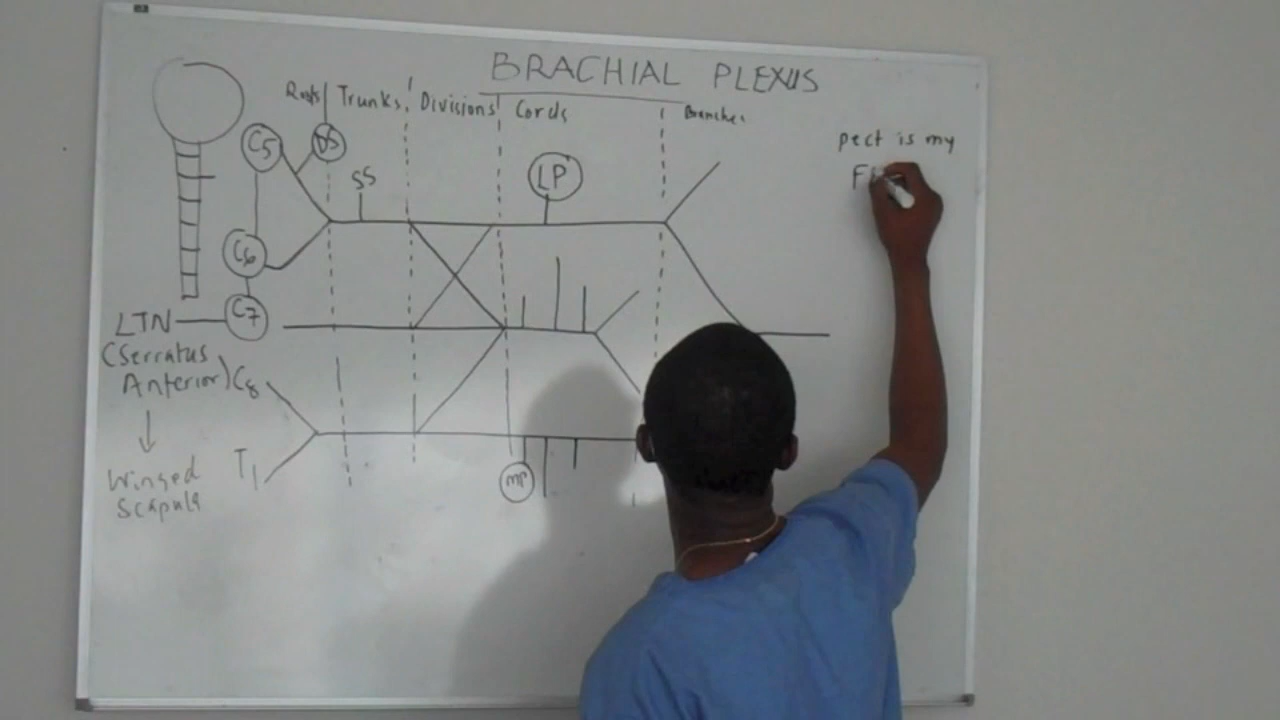 BRACHIAL PLEXUS
Roots Trunks Divisions Cords Branches
C5
DS
SS
LP
C6
C7
LTN
(Serratus
Anterior)
C8
T1
Winged
Scapula
MP
pect is my